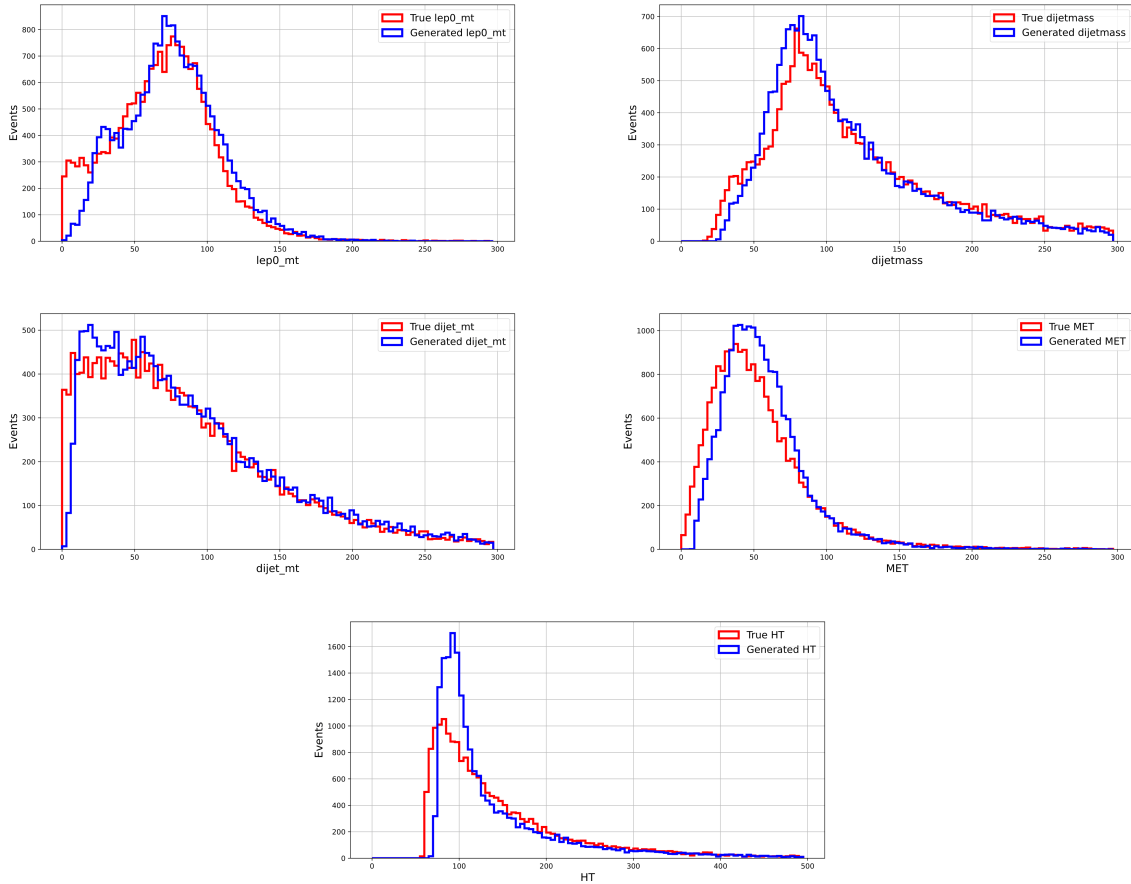 True lep0_mt
Generated lep0_mt
Events
800
700
600
500
400
300
200
100
0
0 50 100 150 200 250 300
lep0_mt
True dijetmass
Generated dijetmass
Events
700
600
500
400
300
200
100
0
0 50 100 150 200 250 300
dijetmass
True dijet_mt
Generated dijet_mt
Events
500
400
300
200
100
0
0 50 100 150 200 250 300
dijet_mt
True MET
Generated MET
Events
1000
800
600
400
200
0
0 50 100 150 200 250 300
MET
True HT
Generated HT
Events
1600
1400
1200
1000
800
600
400
200
0
0 100 200 300 400 500
HT